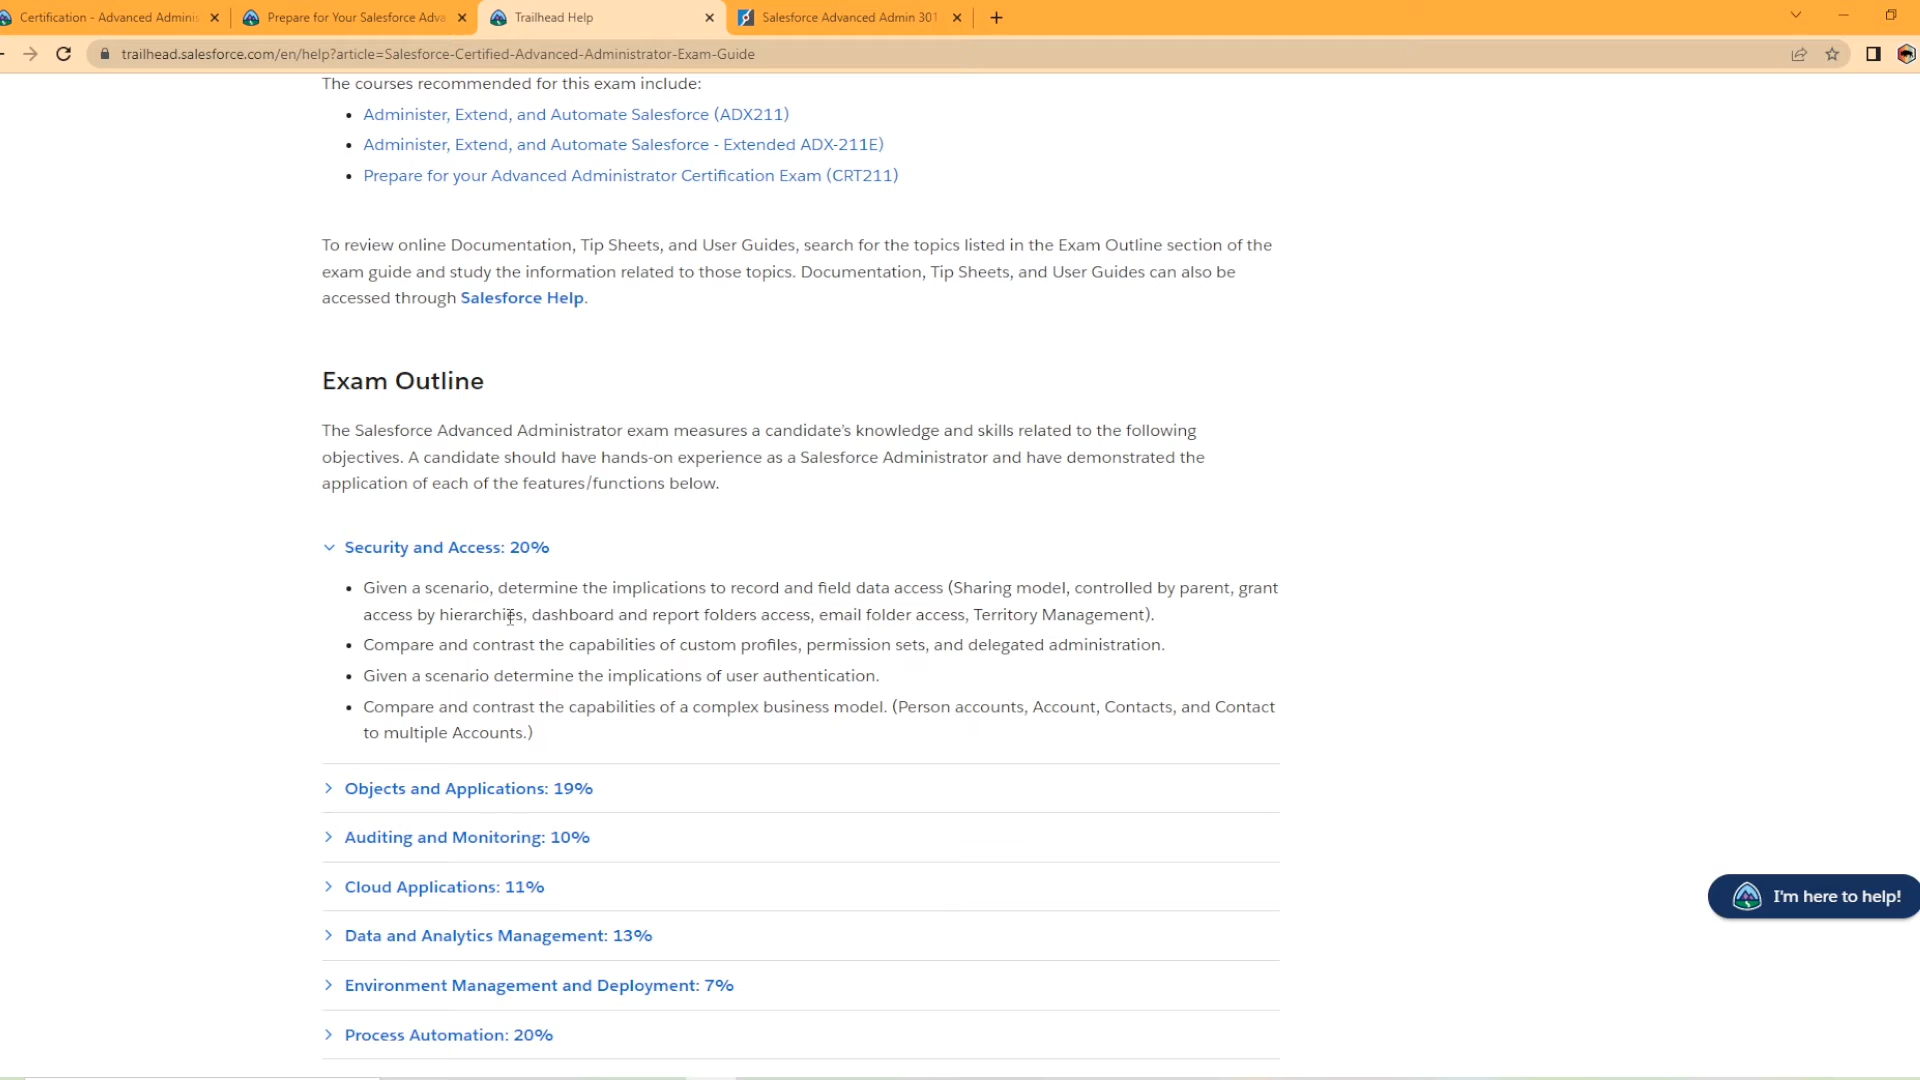 Certification - Advanced Adminis
Prepare for Your Salesforce Adva
Trailhead Help
Salesforce Advanced Admin 301
trailhead.salesforce.com/en/help?article=Salesforce-Certified-Advanced-Administrator-Exam-Guide
The courses recommended for this exam include:
Administer, Extend, and Automate Salesforce (ADX211)
Administer, Extend, and Automate Salesforce - Extended ADX-211E)
Prepare for your Advanced Administrator Certification Exam (CRT211)
To review online Documentation, Tip Sheets, and User Guides, search for the topics listed in the Exam Outline section of the
exam guide and study the information related to those topics. Documentation, Tip Sheets, and User Guides can also be
accessed through Salesforce Help.
Exam Outline
The Salesforce Advanced Administrator exam measures a candidate's knowledge and skills related to the following
objectives. A candidate should have hands-on experience as a Salesforce Administrator and have demonstrated the
application of each of the features/functions below.
Security and Access: 20%
Given a scenario, determine the implications to record and field data access (Sharing model, controlled by parent, grant
access by hierarchies, dashboard and report folders access, email folder access, Territory Management).
Compare and contrast the capabilities of custom profiles, permission sets, and delegated administration.
Given a scenario determine the implications of user authentication.
Compare and contrast the capabilities of a complex business model. (Person accounts, Account, Contacts, and Contact
to multiple Accounts.)
Objects and Applications: 19%
Auditing and Monitoring: 10%
Cloud Applications: 11%
I'm here to help!
Data and Analytics Management: 13%
Environment Management and Deployment: 7%
Process Automation: 20%